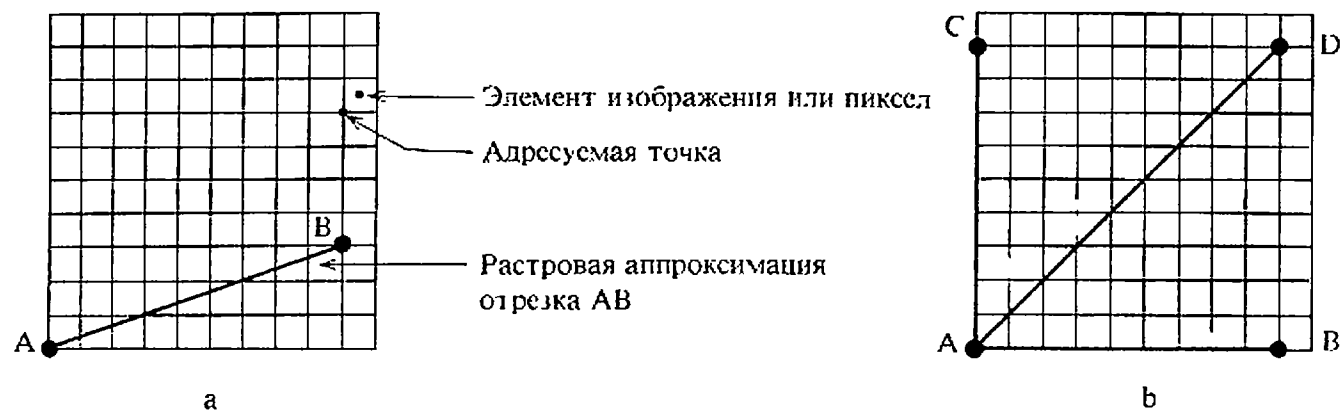 C
D
Элемент изображения или пиксел
Адресуемая точка
B
Растровая аппроксимация
отрезка AB
A
A
B
a
b